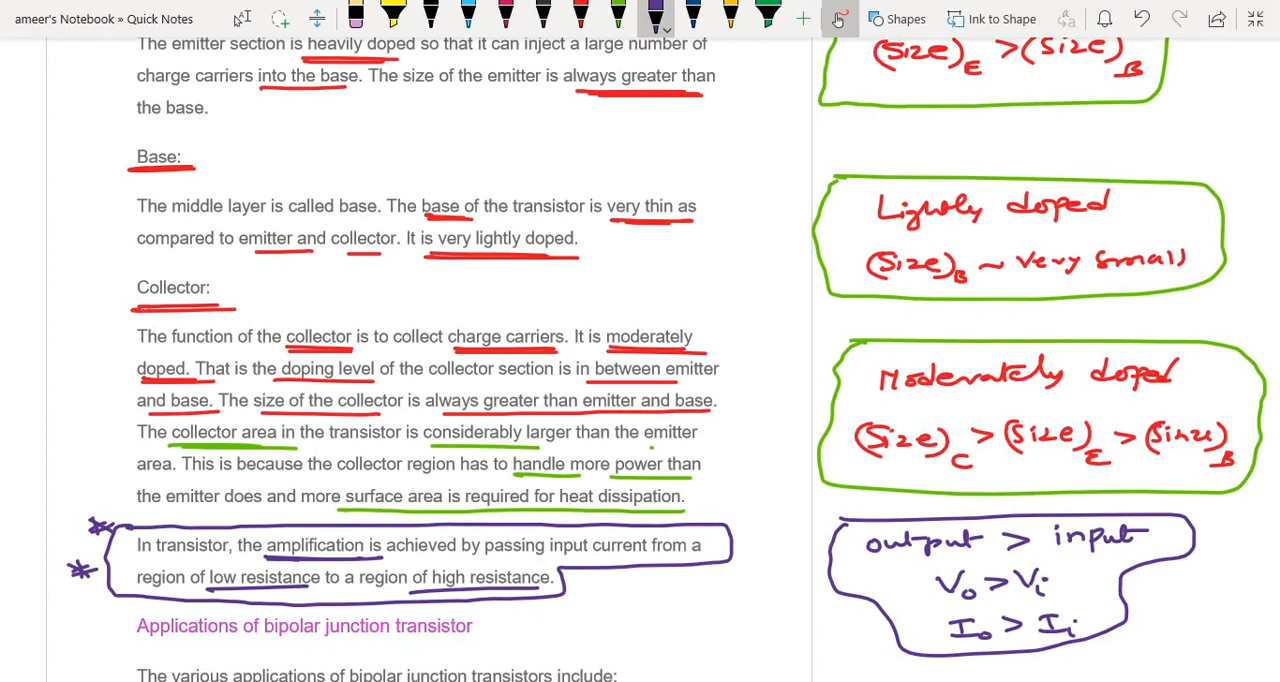 ameer's Notebook » Quick Notes
Shapes
Ink to Shape
The emitter section is heavily doped so that it can inject a large number of
charge carriers into the base. The size of the emitter is always greater than
the base.
(Size)E >(Size)B
Base:
The middle layer is called base. The base of the transistor is very thin as
compared to emitter and collector. It is very lightly doped.
Lightly doped
(Size)B ~ very small
Collector:
The function of the collector is to collect charge carriers. It is moderately
doped. That is the doping level of the collector section is in between emitter
and base. The size of the collector is always greater than emitter and base.
The collector area in the transistor is considerably larger than the emitter
area. This is because the collector region has to handle more power than
the emitter does and more surface area is required for heat dissipation.
Moderately doped
(Size)C > (Size)E > (Sinze)B
* In transistor, the amplification is achieved by passing input current from a
* region of low resistance to a region of high resistance.
output > input
Vo > Vi
Io > Ii
Applications of bipolar junction transistor
The various applications of bipolar junction transistors include: